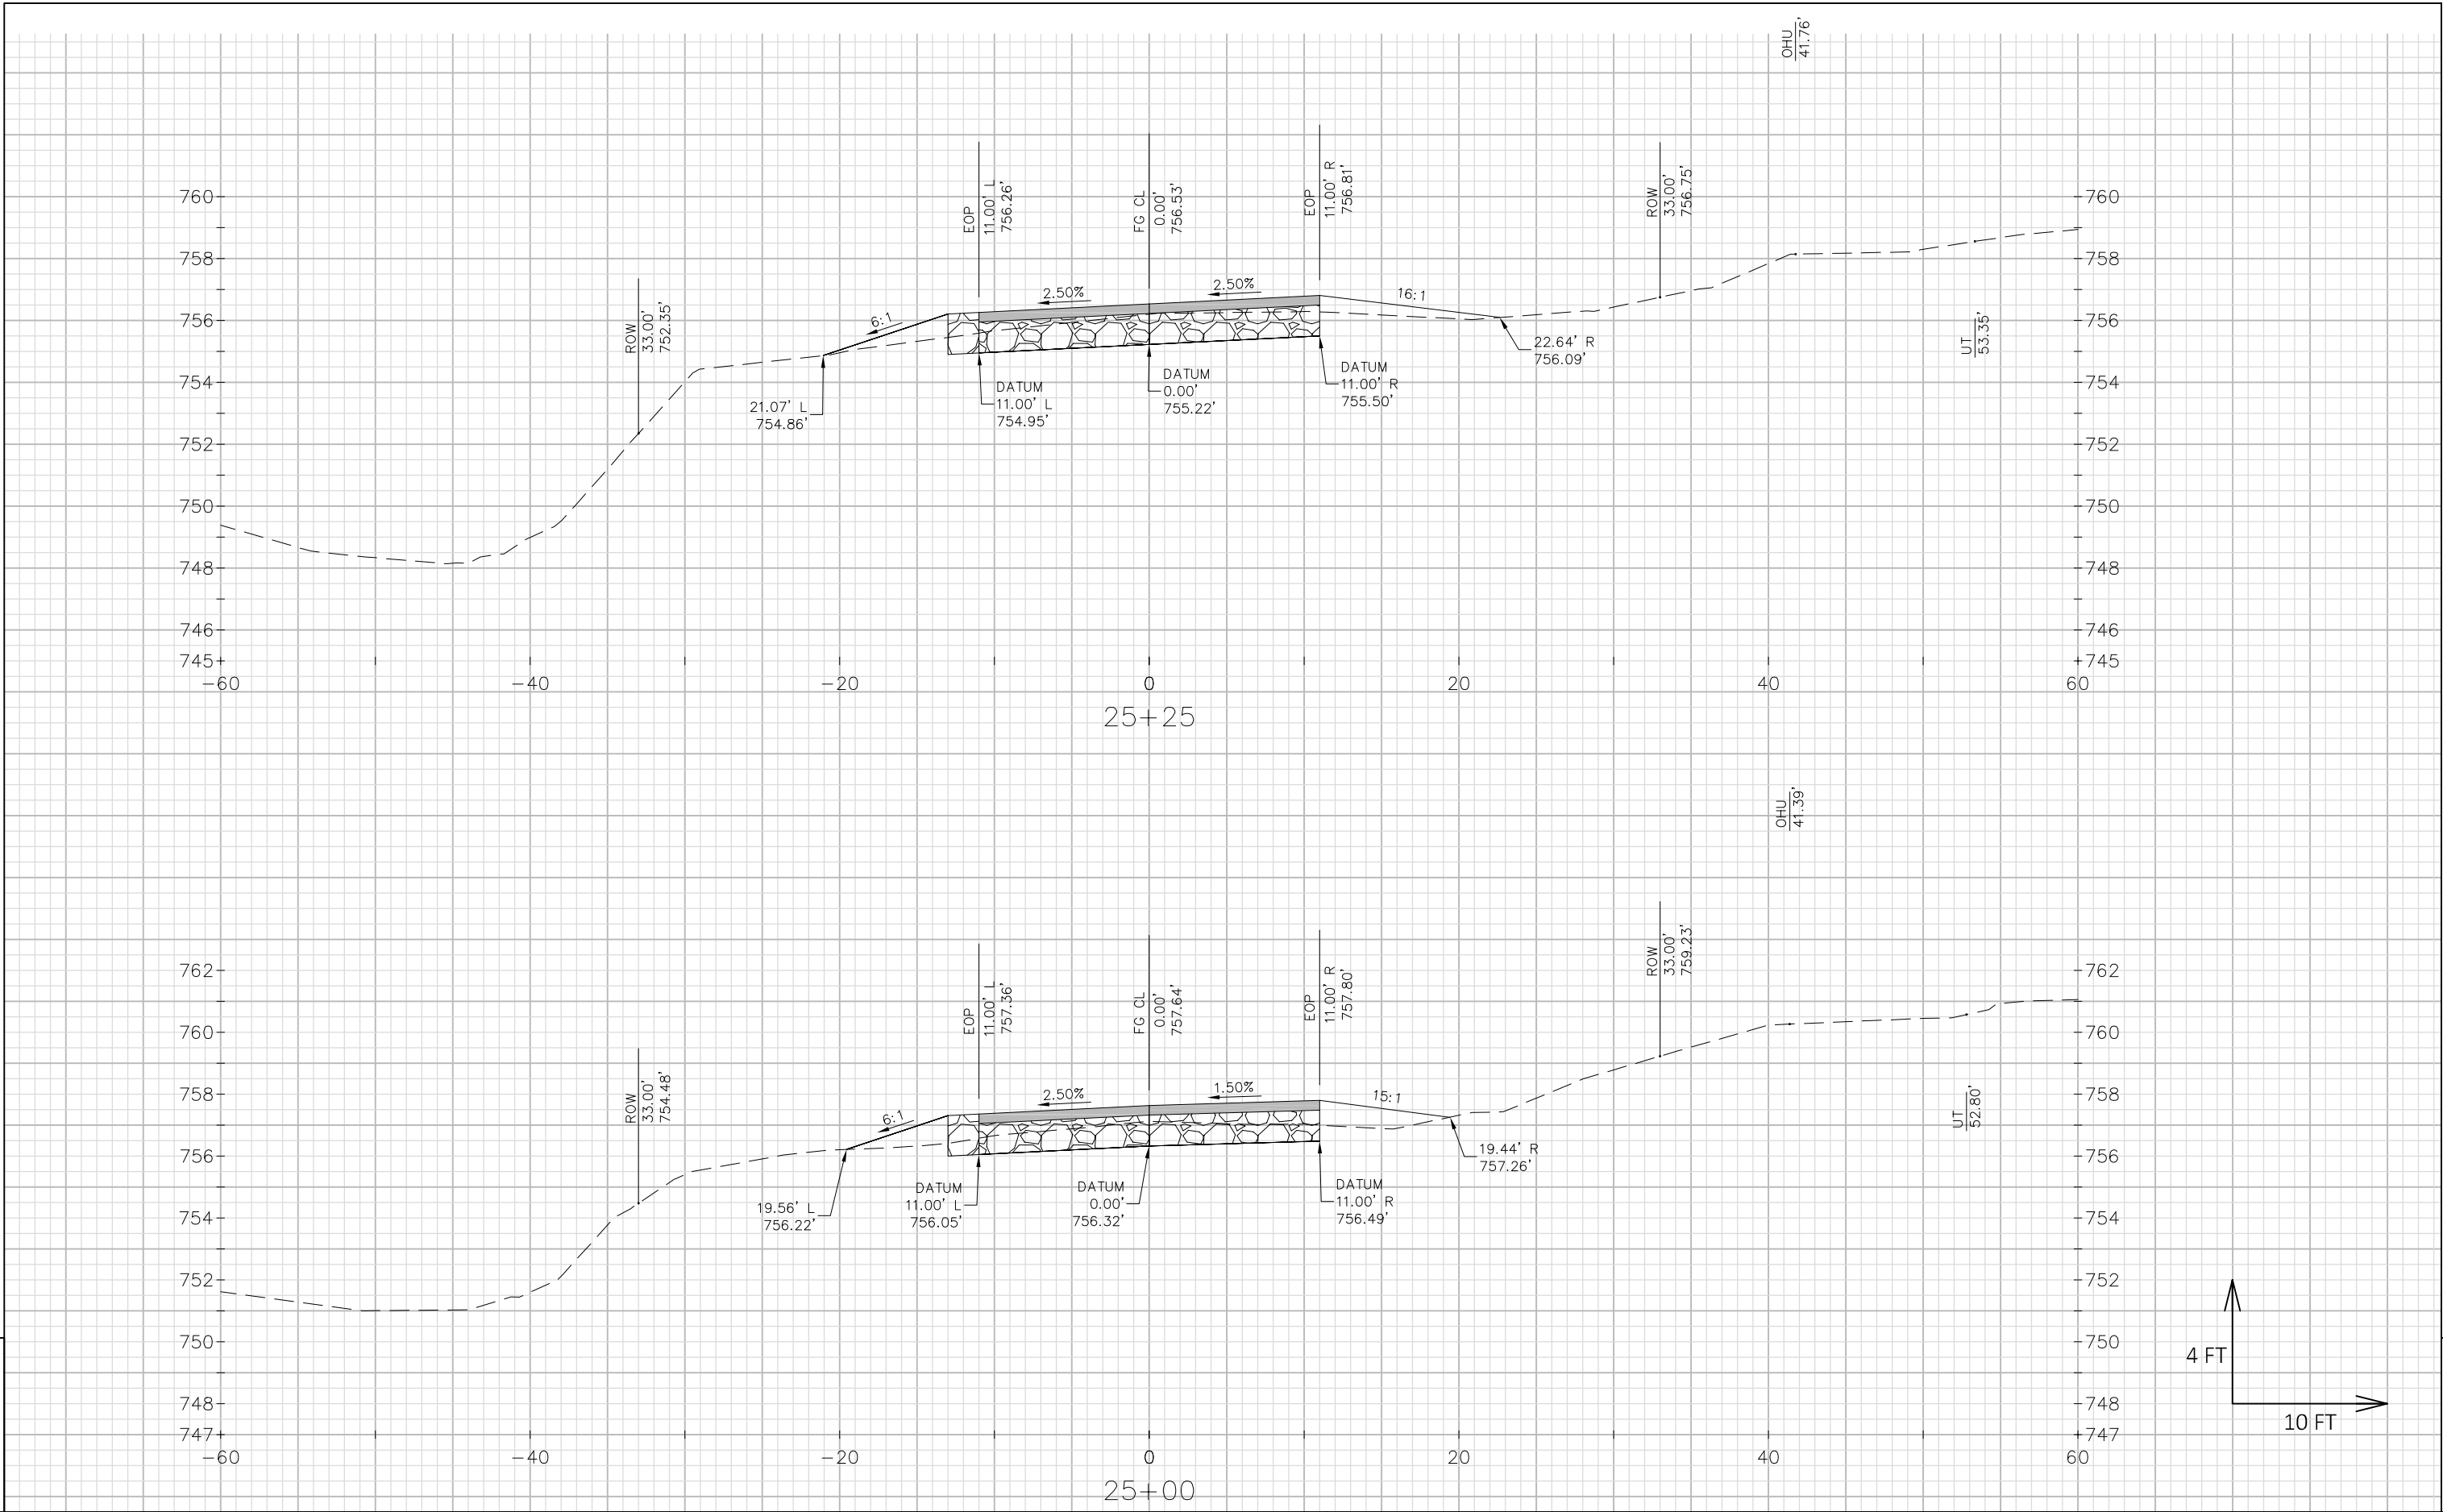 OHU
41.76'
EOP
11.00' L
756.26'
FG CL
0.00'
756.53'
EOP
11.00' R
756.81'
ROW
33.00'
756.75'
ROW
33.00'
752.35'
UT
53.35'
6:1
2.50%
2.50%
16:1
760
758
756
754
752
750
748
746
745
760
758
756
754
752
750
748
746
745
21.07' L
754.86'
DATUM
11.00' L
754.95'
DATUM
0.00'
755.22'
DATUM
11.00' R
755.50'
22.64' R
756.09'
-60
-40
-20
0
20
40
60
25+25
OHU
41.39'
EOP
11.00' L
757.36'
FG CL
0.00'
757.64'
EOP
11.00' R
757.80'
ROW
33.00'
759.23'
ROW
33.00'
754.48'
UT
52.80'
6:1
2.50%
1.50%
15:1
762
760
758
756
754
752
750
748
747
762
760
758
756
754
752
750
748
747
19.56' L
756.22'
DATUM
11.00' L
756.05'
DATUM
0.00'
756.32'
DATUM
11.00' R
756.49'
19.44' R
757.26'
4 FT
10 FT
-60
-40
-20
0
20
40
60
25+00